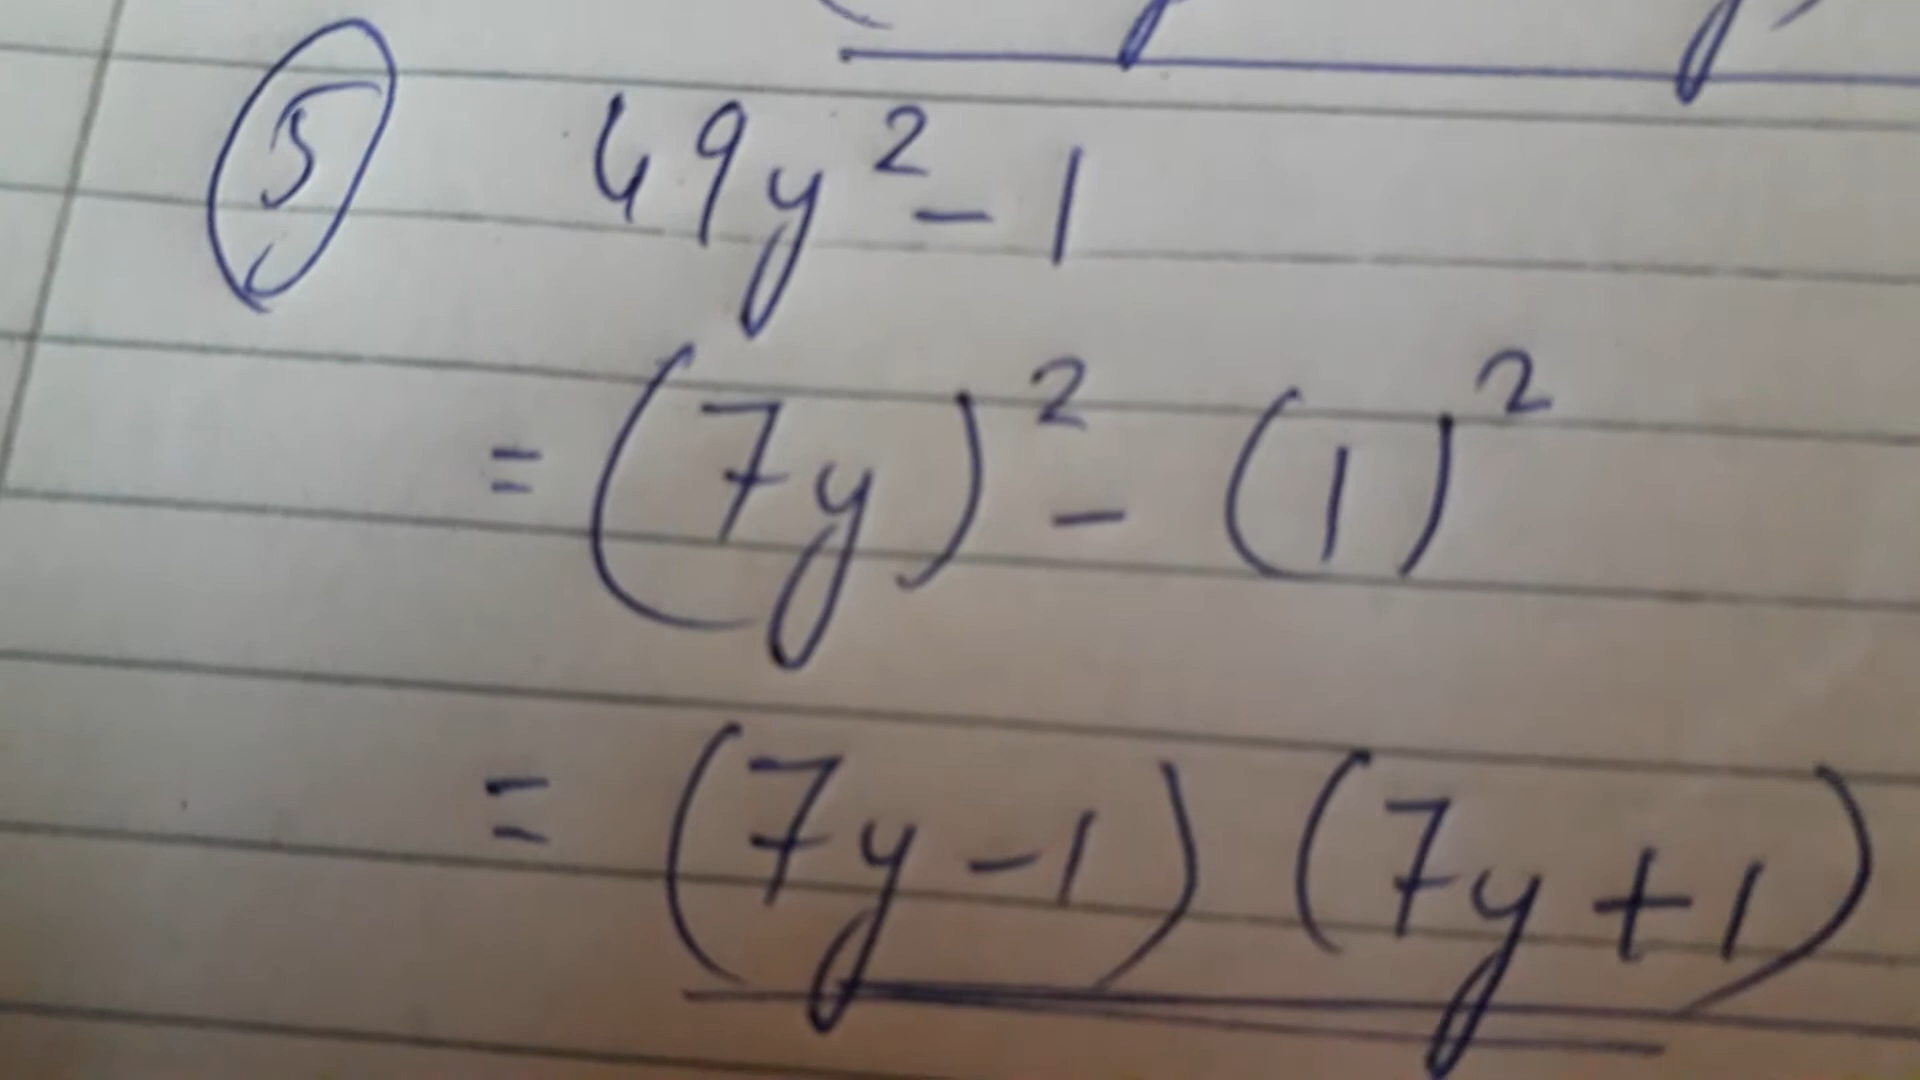 5 49y² - 1
= (7y)² - (1)²
= (7y - 1) (7y + 1)